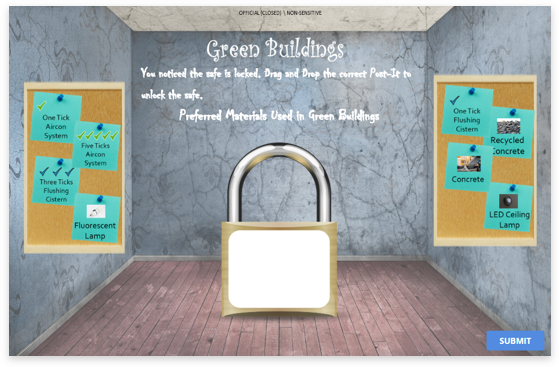 OFFICIAL (CLOSED) \ NON-SENSITIVE
Green Buildings
You noticed the safe is locked. Drag and Drop the correct Post-It to
unlock the safe.
Preferred Materials Used in Green Buildings
One Tick
Aircon
System
Five Ticks
Aircon
System
Three Ticks
Flushing
Cistern
Fluorescent
Lamp
One Tick
Flushing
Cistern
Recycled
Concrete
Concrete
LED Ceiling
Lamp
SUBMIT